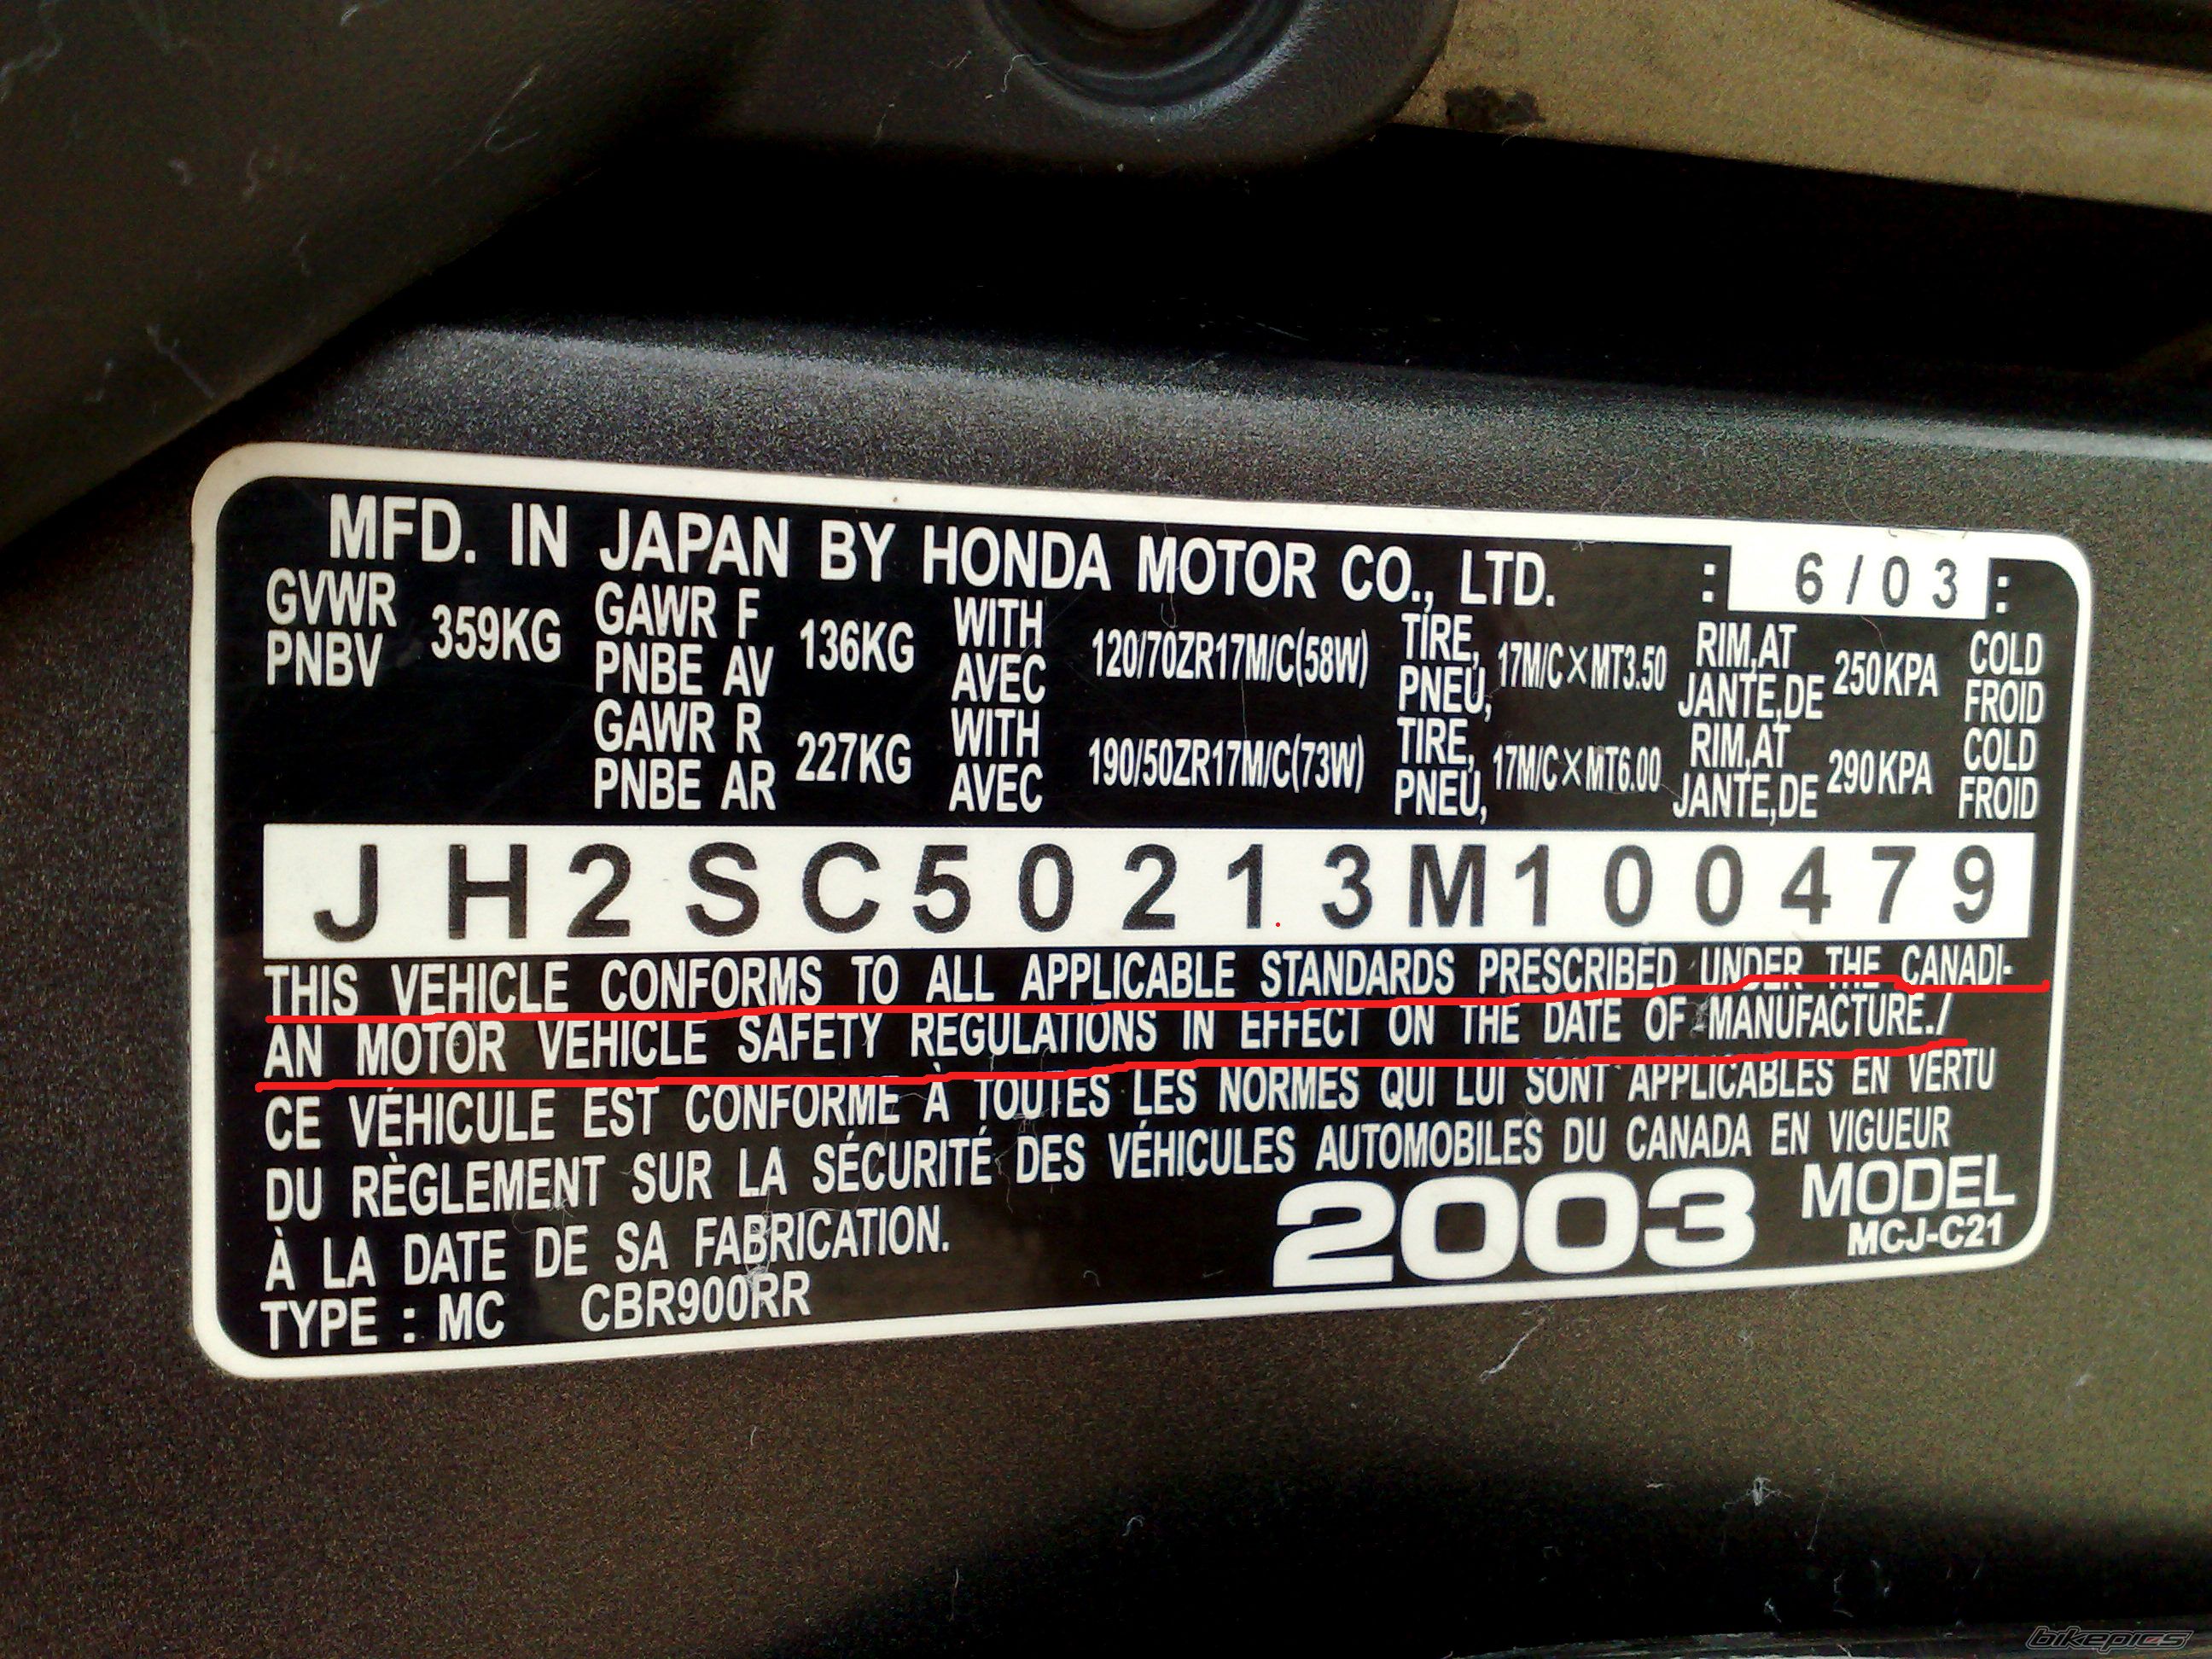 MFD. IN JAPAN BY HONDA MOTOR CO., LTD. : 6/03 :
GVWR 359KG GAWR F 136KG WITH 120/70ZR17M/C(58W) TIRE, 17M/C×MT3.50 RIM,AT 250KPA COLD
PNBV PNBE AV AVEC PNEU, JANTE,DE FROID
GAWR R 227KG WITH 190/50ZR17M/C(73W) TIRE, 17M/C×MT6.00 RIM,AT 290KPA COLD
PNBE AR AVEC PNEU, JANTE,DE FROID
JH2SC50213M100479
THIS VEHICLE CONFORMS TO ALL APPLICABLE STANDARDS PRESCRIBED UNDER THE CANADI-
AN MOTOR VEHICLE SAFETY REGULATIONS IN EFFECT ON THE DATE OF MANUFACTURE./
CE VÉHICULE EST CONFORME À TOUTES LES NORMES QUI LUI SONT APPLICABLES EN VERTU
DU RÈGLEMENT SUR LA SÉCURITÉ DES VÉHICULES AUTOMOBILES DU CANADA EN VIGUEUR
À LA DATE DE SA FABRICATION.
2003 MODEL
MCJ-C21
TYPE : MC CBR900RR
bikepics